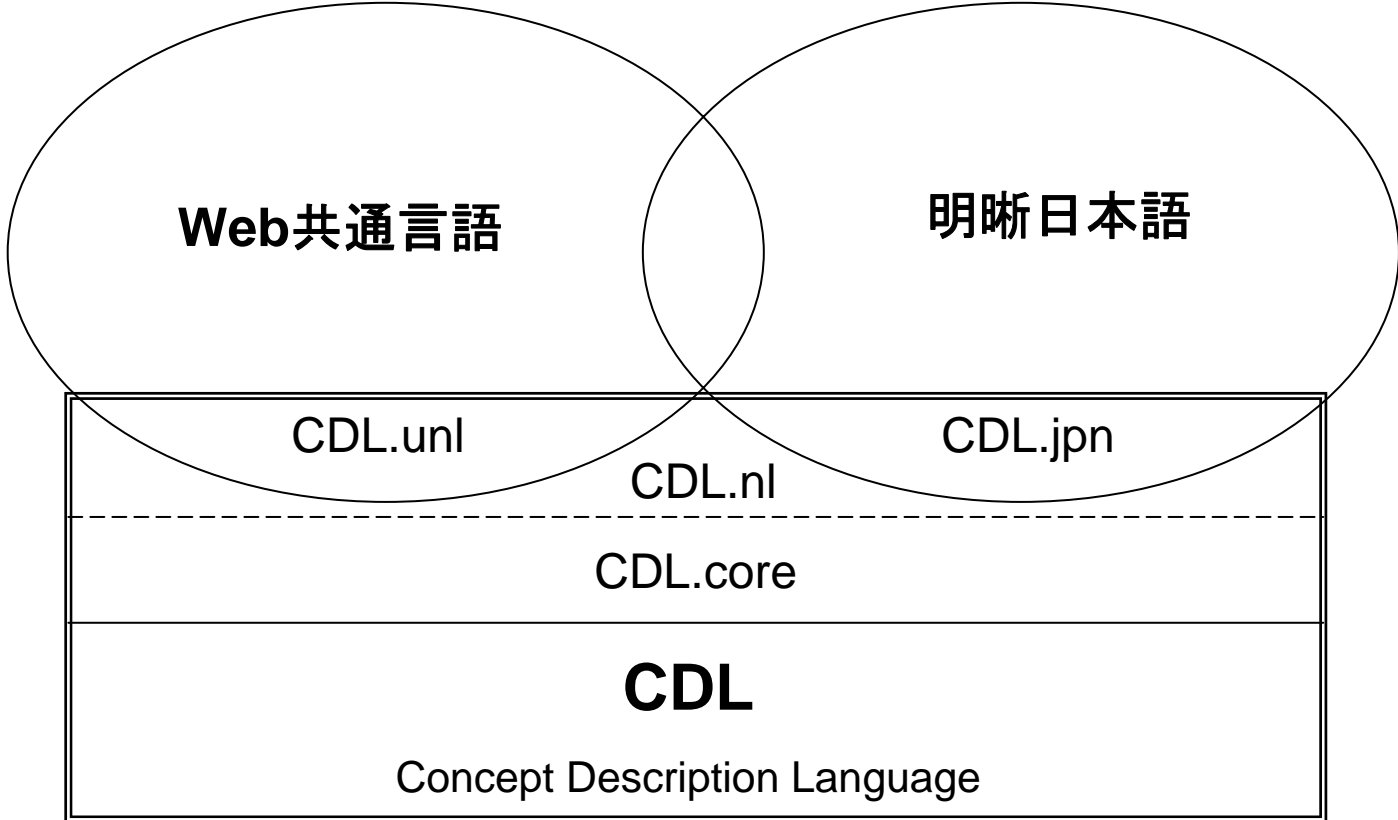 Web共通言語
明晰日本語
CDL.unl
CDL.jpn
CDL.nl
CDL.core
CDL
Concept Description Language